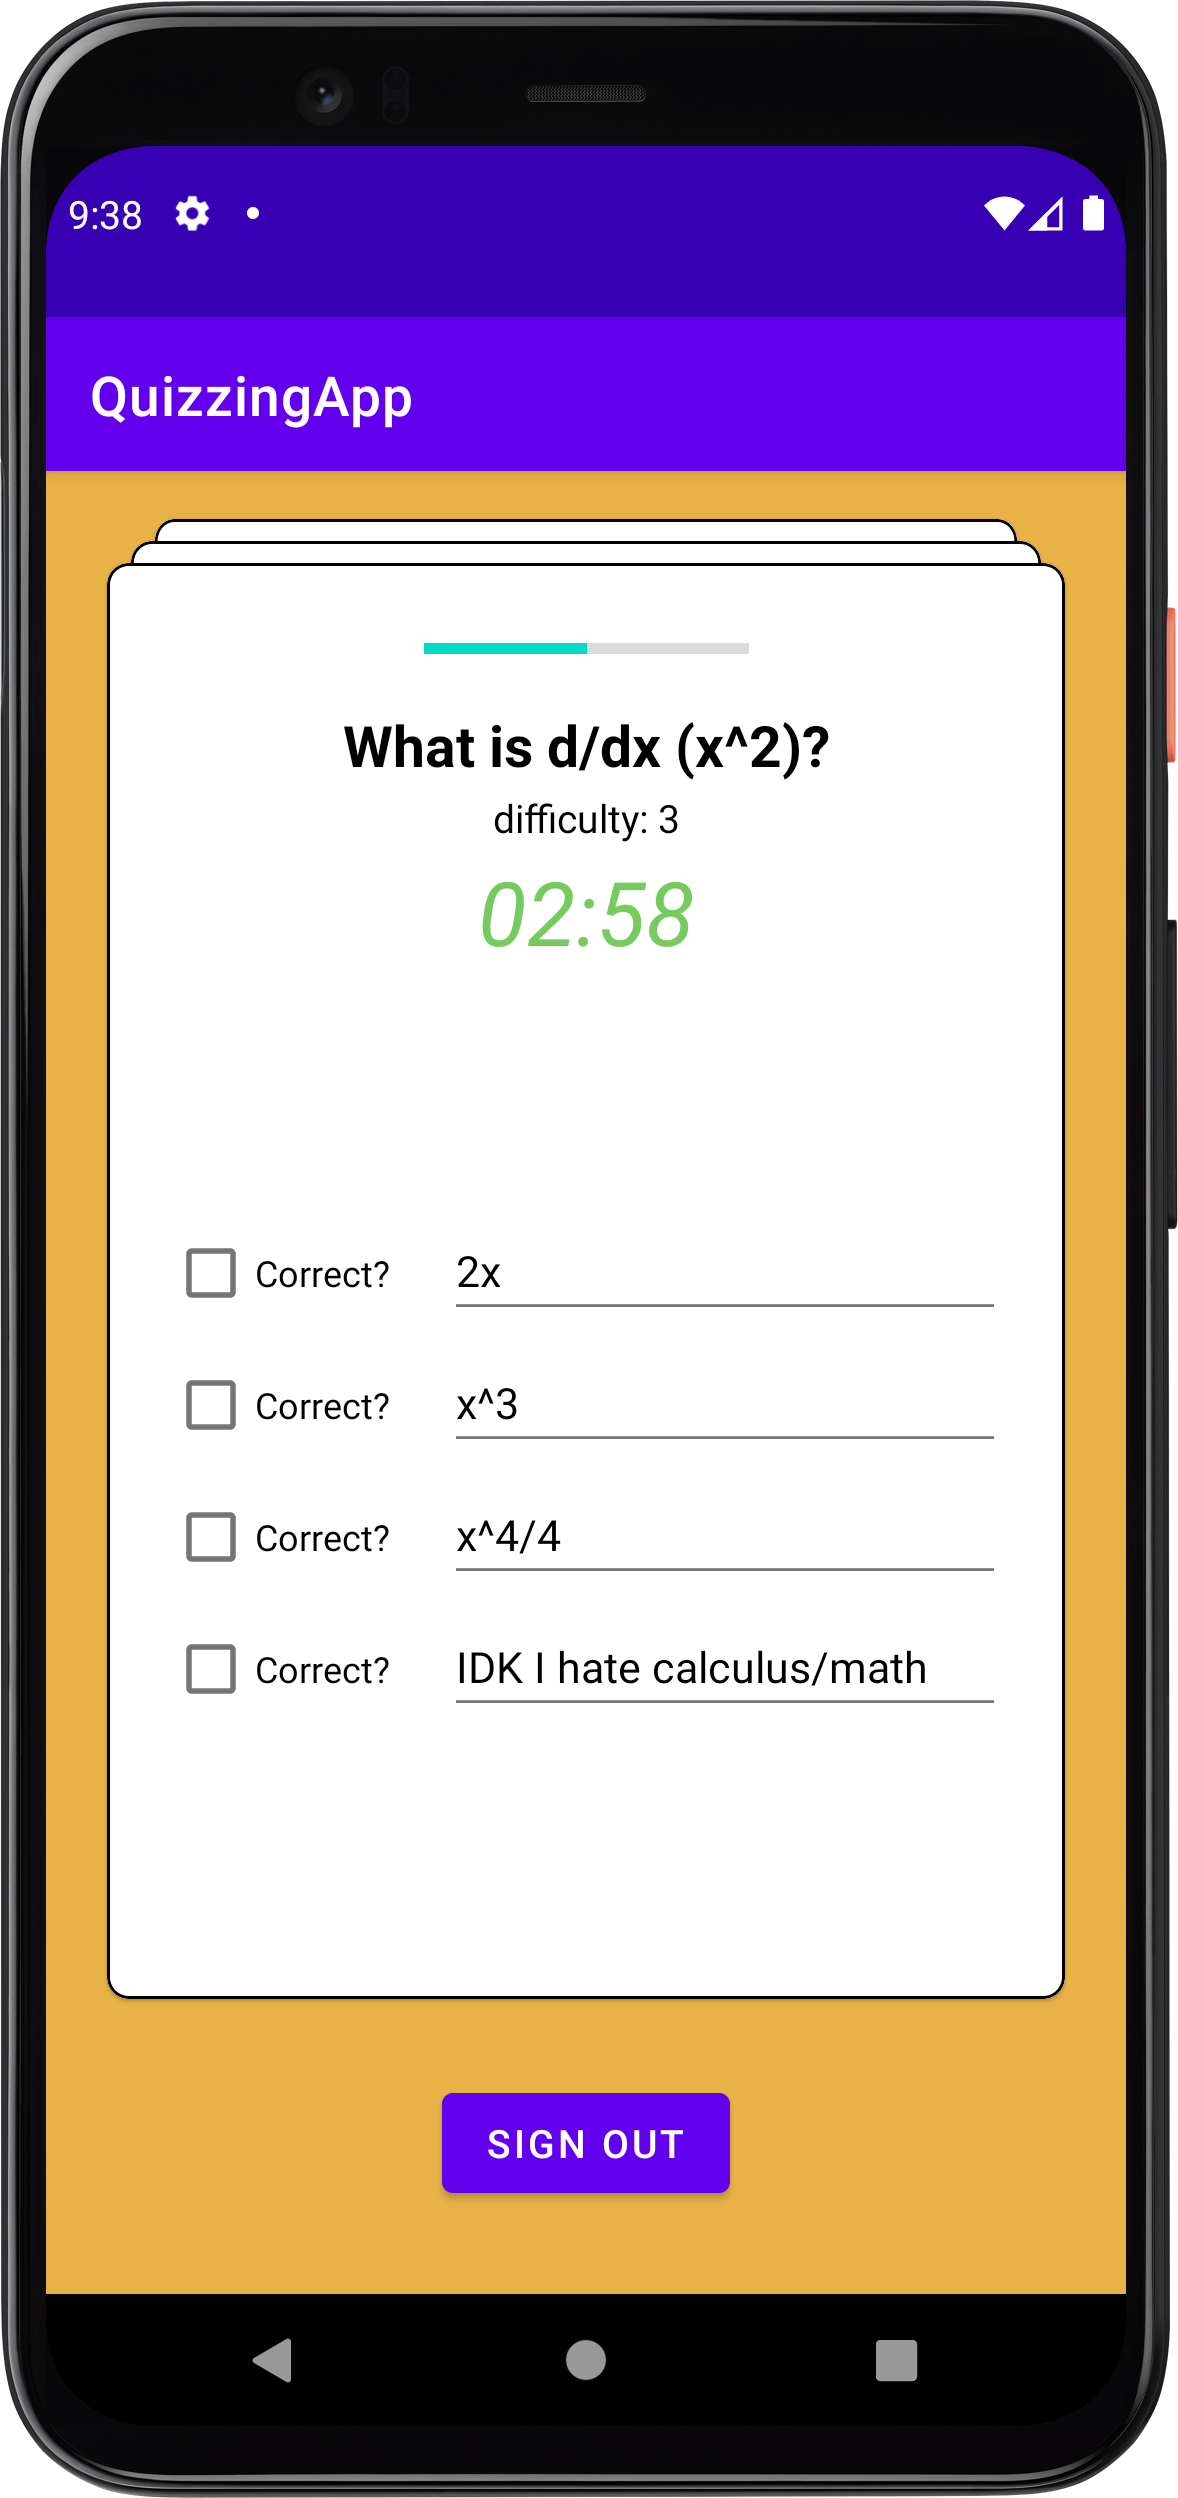 9:38
QuizzingApp
What is d/dx (x^2)?
difficulty: 3
02:58
Correct? 2x
Correct? x^3
Correct? x^4/4
Correct? IDK I hate calculus/math
SIGN OUT